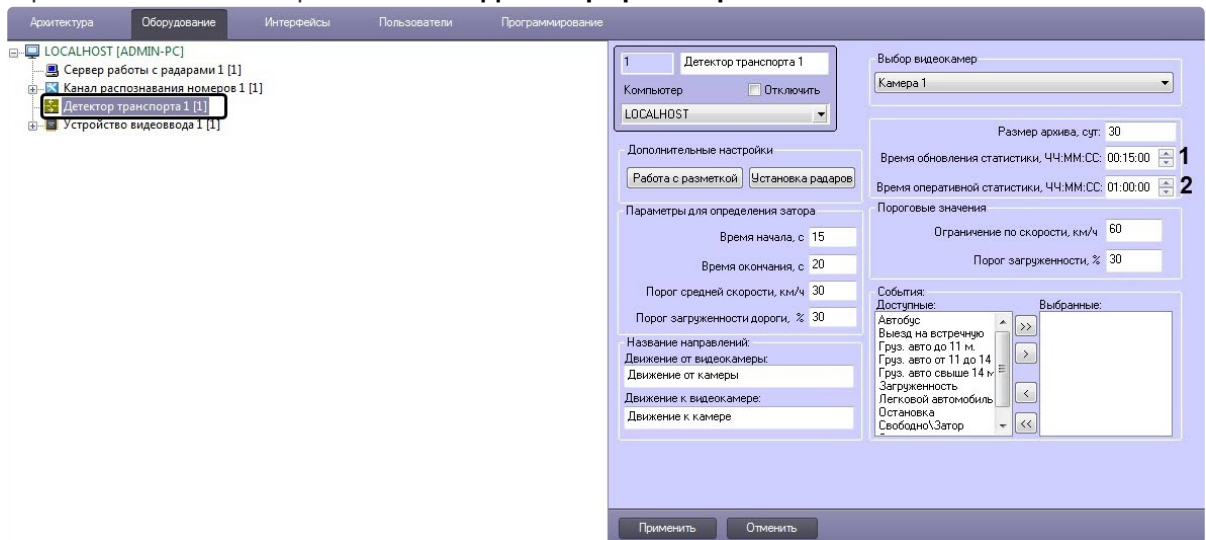 Архитектура Оборудование Интерфейсы Пользователи Программирование
LOCALHOST [ADMIN-PC]
Сервер работы с радарами 1 [1]
Канал распознавания номеров 1 [1]
Детектор транспорта 1 [1]
Устройство видеоввода 1 [1]
1 Детектор транспорта 1
Компьютер Отключить
LOCALHOST
Дополнительные настройки
Работа с разметкой Установка радаров
Параметры для определения затора
Время начала, с 15
Время окончания, с 20
Порог средней скорости, км/ч 30
Порог загруженности дороги, % 30
Название направлений:
Движение от видеокамеры:
Движение от камеры
Движение к видеокамере:
Движение к камере
Выбор видеокамер
Камера 1
Размер архива, сут: 30
Время обновления статистики, ЧЧ:ММ:СС: 00:15:00 1
Время оперативной статистики, ЧЧ:ММ:СС: 01:00:00 2
Пороговые значения
Ограничение по скорости, км/ч 60
Порог загруженности, % 30
События:
Доступные: Выбранные:
Автобус
Выезд на встречную
Груз. авто до 11 м.
Груз. авто от 11 до 14
Груз. авто свыше 14 м
Загруженность
Легковой автомобиль
Остановка
Свободно\Затор
>>
>
<
<<
Применить Отменить